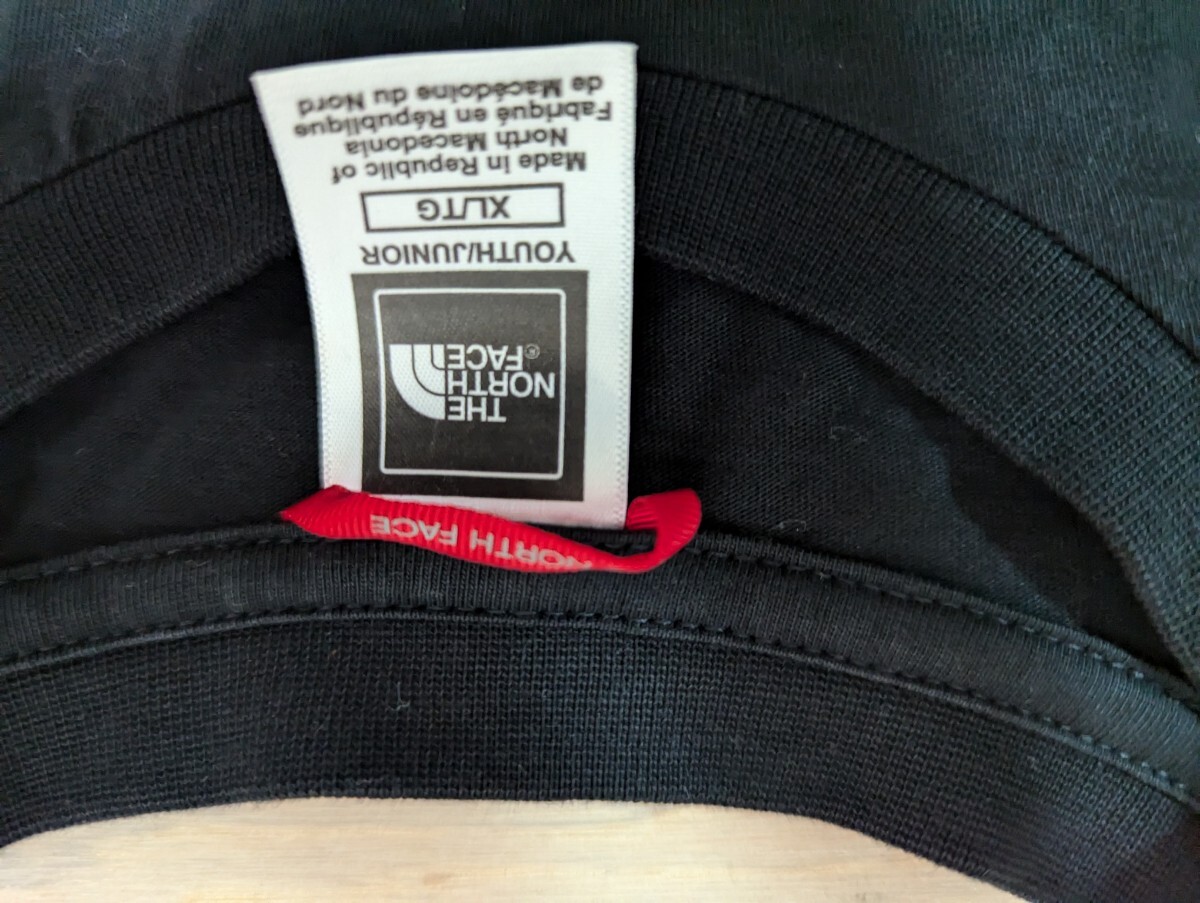 THE
NORTH
FACE®
YOUTH/JUNIOR
XL/TG
Made in Republic of
North Macedonia
Fabriqué en République
de Macédoine du Nord
NORTH FACE